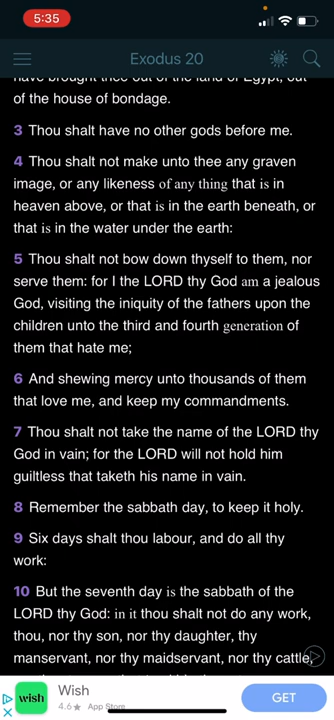 5:35
Exodus 20
have brought thee out of the land of Egypt, out
of the house of bondage.
3 Thou shalt have no other gods before me.
4 Thou shalt not make unto thee any graven
image, or any likeness of any thing that is in
heaven above, or that is in the earth beneath, or
that is in the water under the earth:
5 Thou shalt not bow down thyself to them, nor
serve them: for I the LORD thy God am a jealous
God, visiting the iniquity of the fathers upon the
children unto the third and fourth generation of
them that hate me;
6 And shewing mercy unto thousands of them
that love me, and keep my commandments.
7 Thou shalt not take the name of the LORD thy
God in vain; for the LORD will not hold him
guiltless that taketh his name in vain.
8 Remember the sabbath day, to keep it holy.
9 Six days shalt thou labour, and do all thy
work:
10 But the seventh day is the sabbath of the
LORD thy God: in it thou shalt not do any work,
thou, nor thy son, nor thy daughter, thy
manservant, nor thy maidservant, nor thy cattle,
wish
Wish
4.6★ App Store
GET